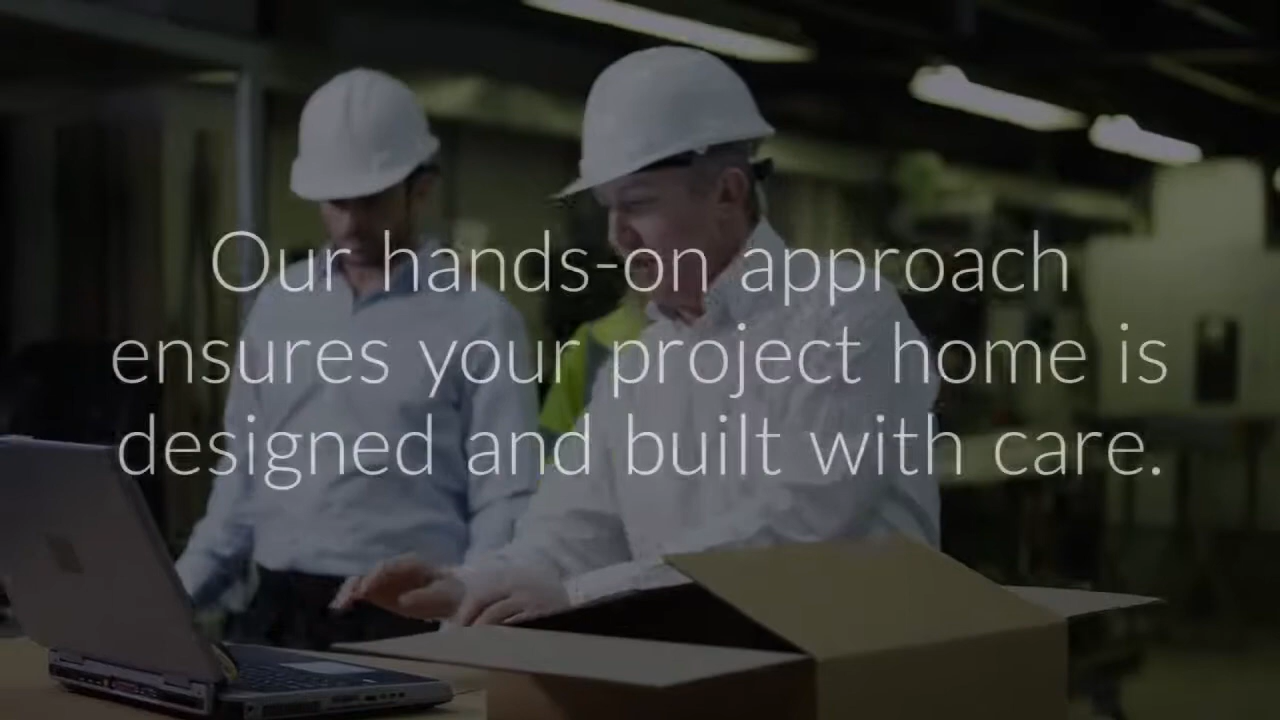 Our hands-on approach
ensures your project home is
designed and built with care.